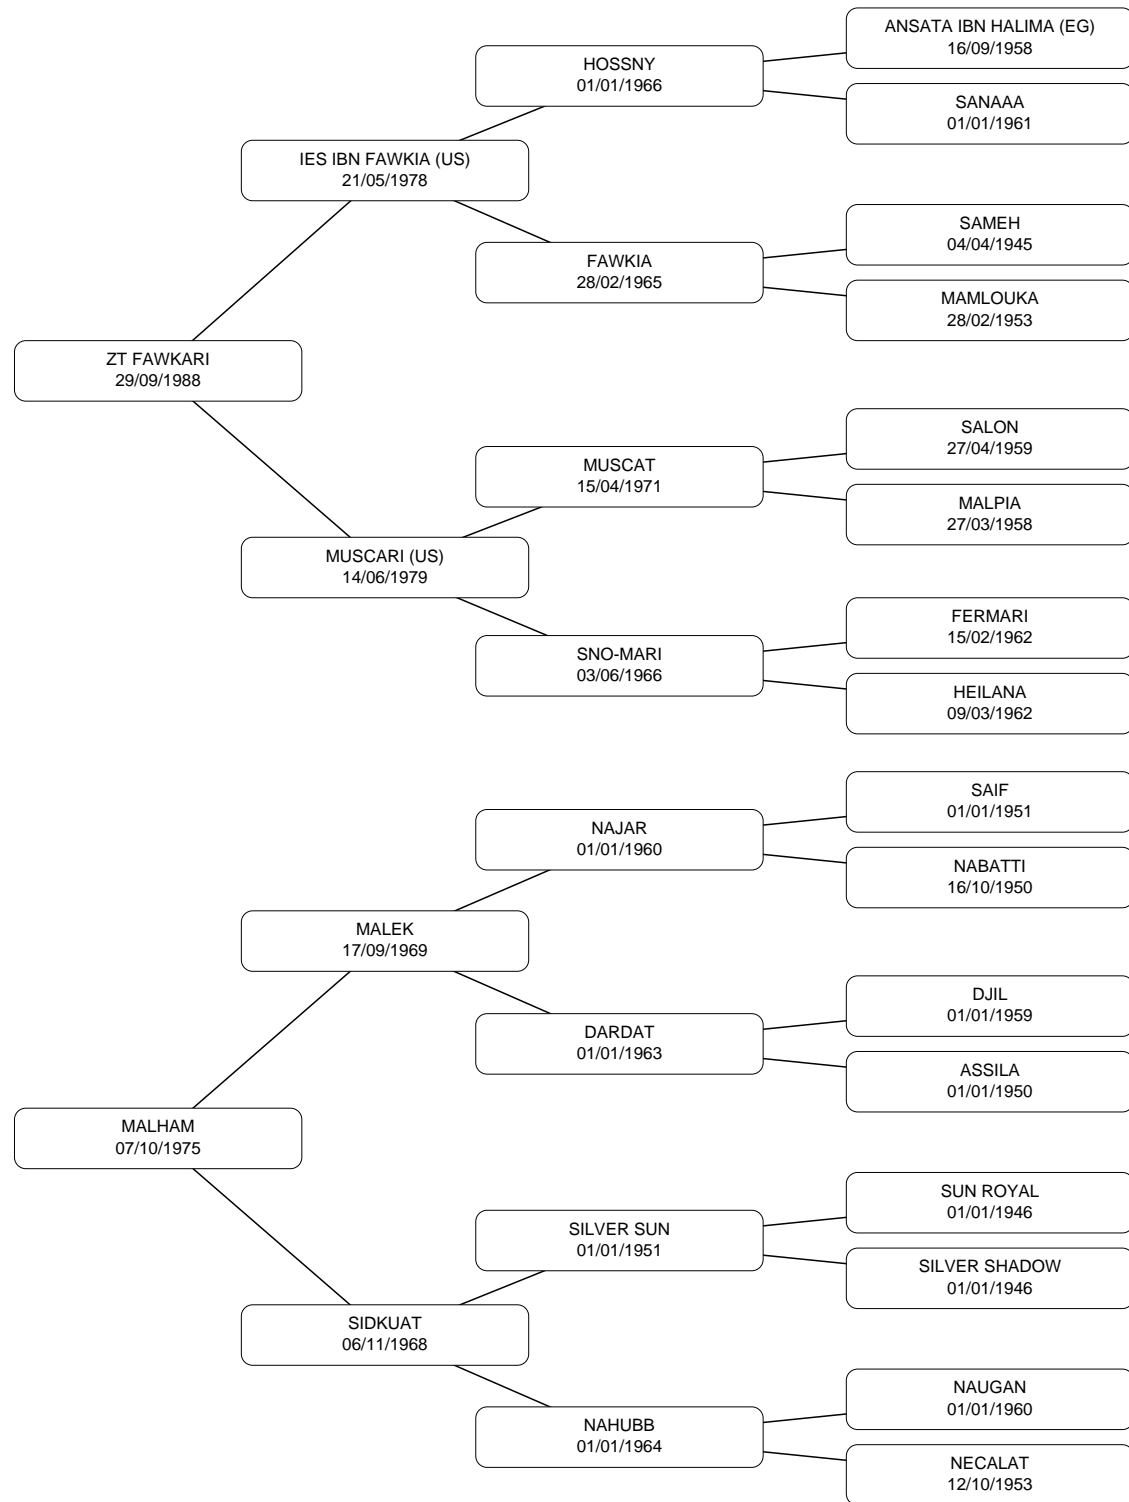 ANSATA IBN HALIMA (EG)
16/09/1958
HOSSNY
01/01/1966
SANAAA
01/01/1961
IES IBN FAWKIA (US)
21/05/1978
SAMEH
04/04/1945
FAWKIA
28/02/1965
MAMLOUKA
28/02/1953
ZT FAWKARI
29/09/1988
SALON
27/04/1959
MUSCAT
15/04/1971
MALPIA
27/03/1958
MUSCARI (US)
14/06/1979
FERMARI
15/02/1962
SNO-MARI
03/06/1966
HEILANA
09/03/1962
SAIF
01/01/1951
NAJAR
01/01/1960
NABATTI
16/10/1950
MALEK
17/09/1969
DJIL
01/01/1959
DARDAT
01/01/1963
ASSILA
01/01/1950
MALHAM
07/10/1975
SUN ROYAL
01/01/1946
SILVER SUN
01/01/1951
SILVER SHADOW
01/01/1946
SIDKUAT
06/11/1968
NAUGAN
01/01/1960
NAHUBB
01/01/1964
NECALAT
12/10/1953